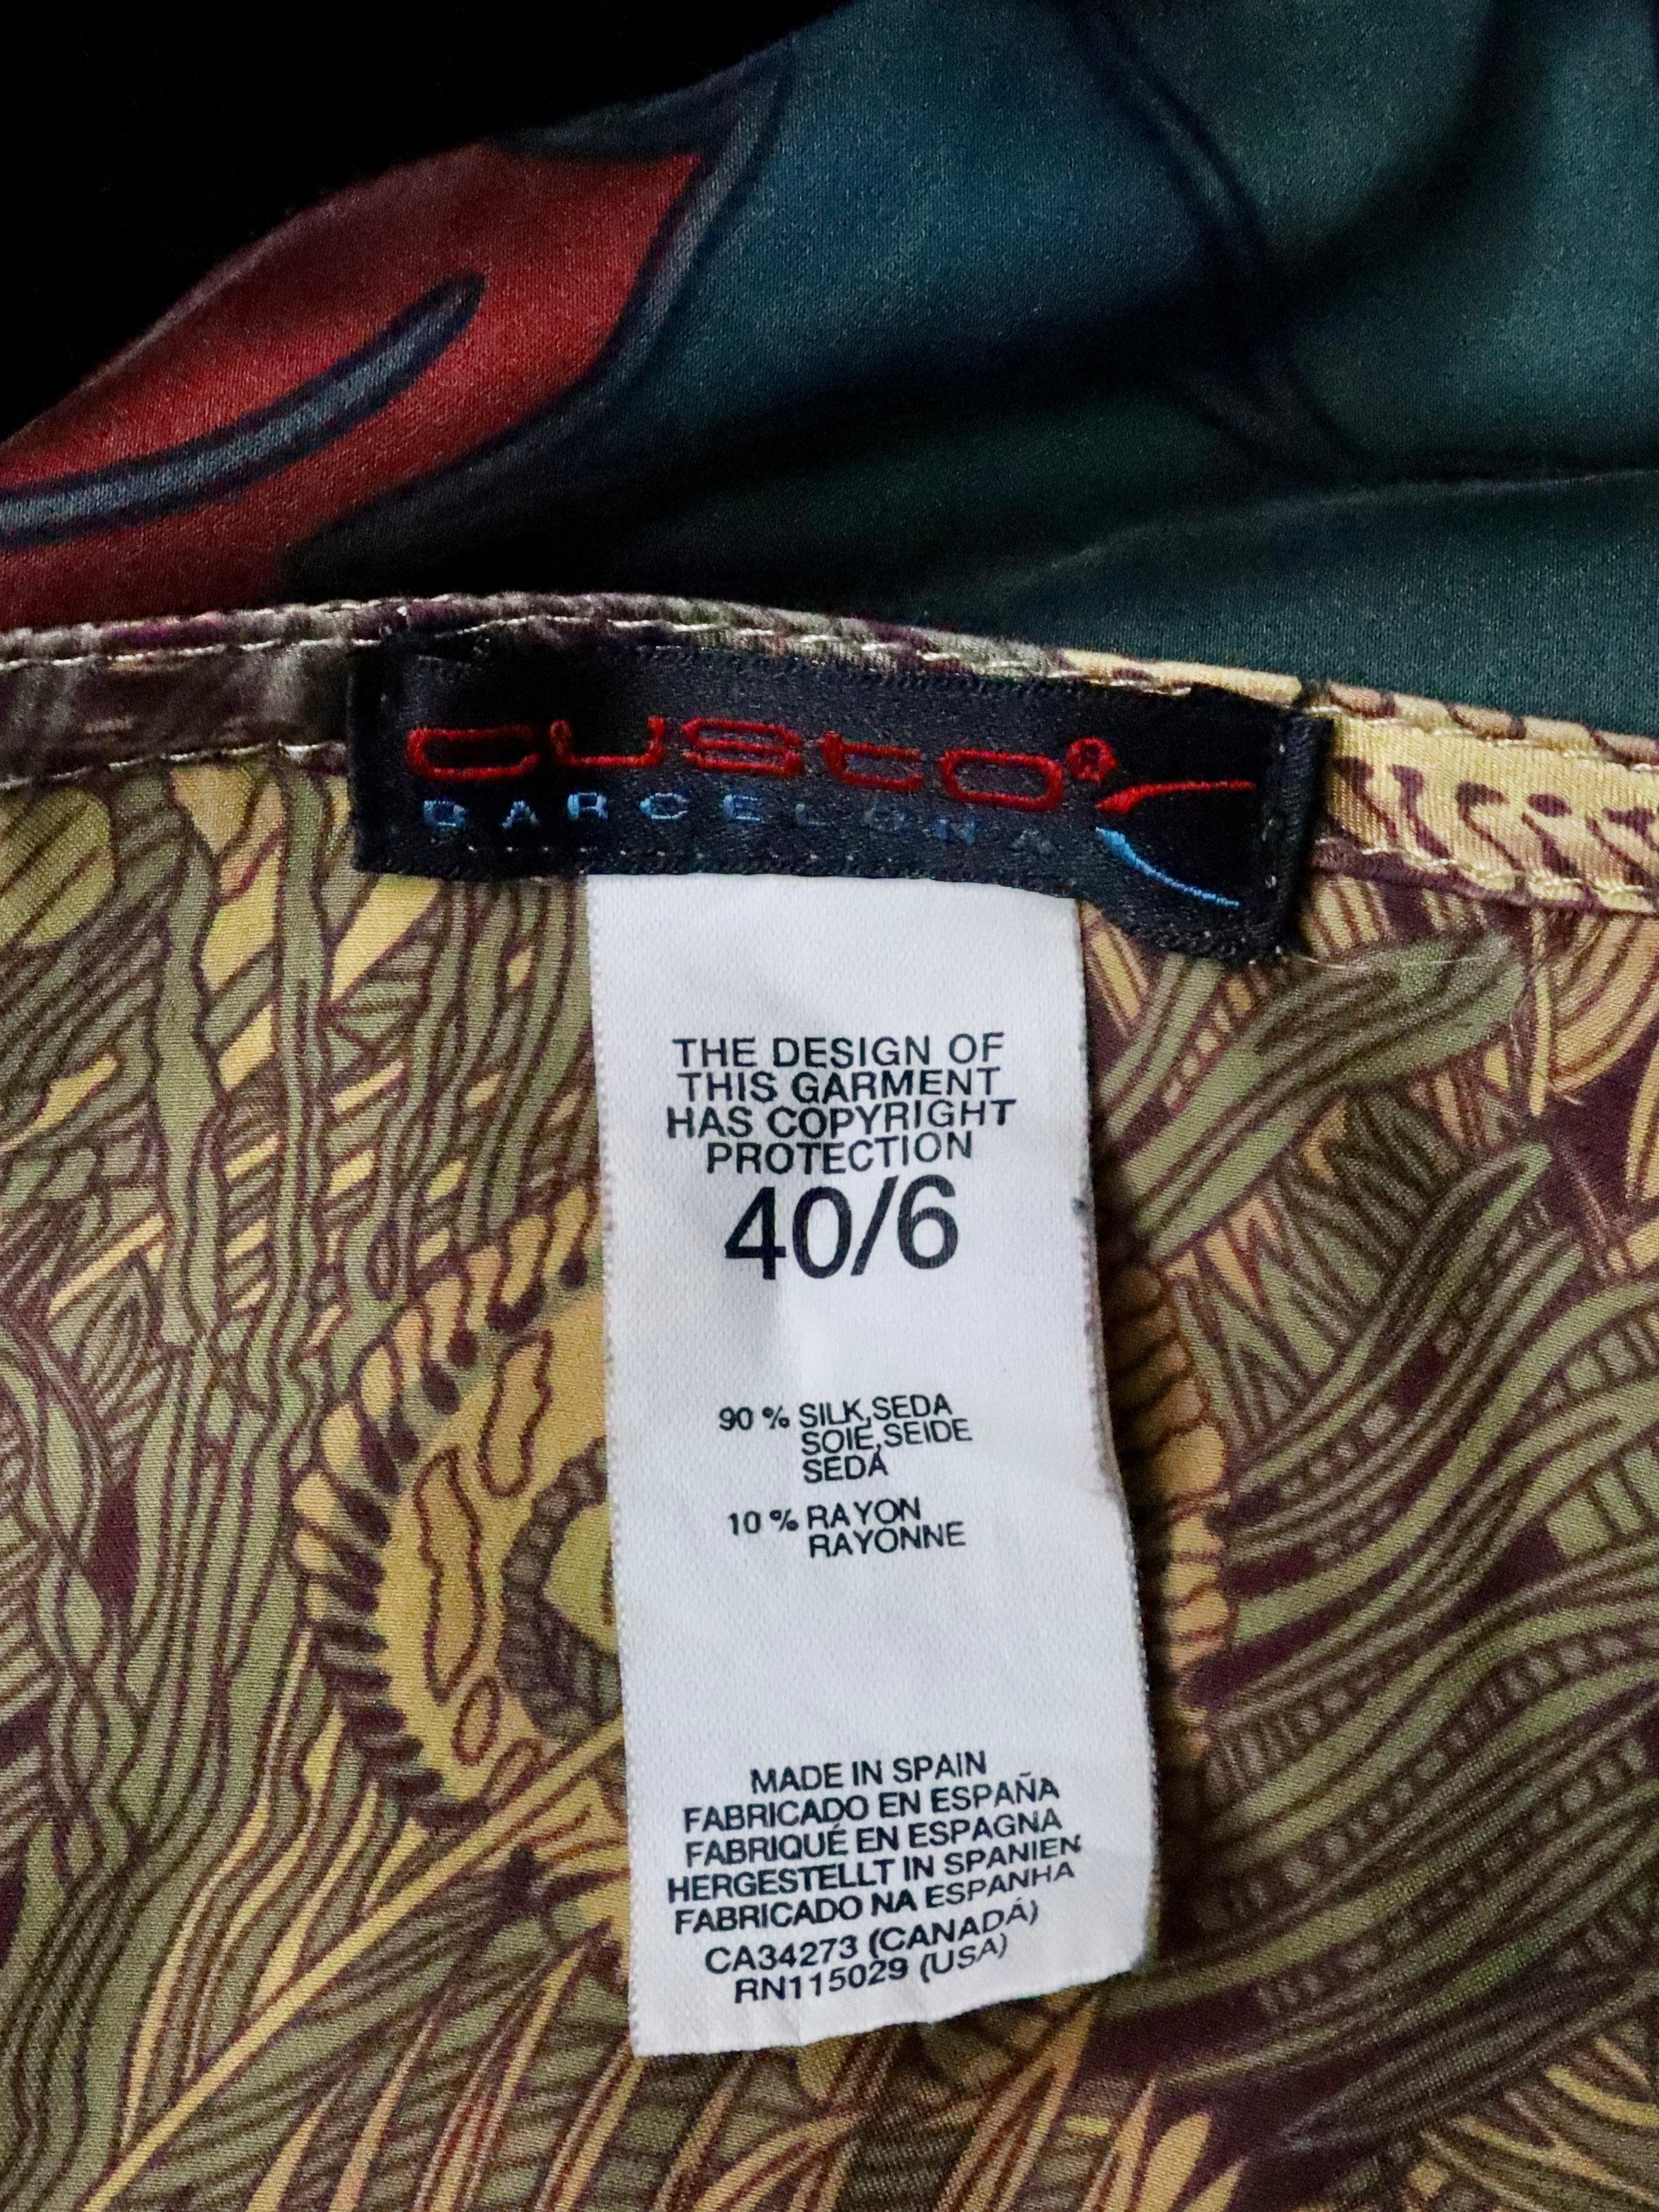 custo®
BARCELONA
THE DESIGN OF
THIS GARMENT
HAS COPYRIGHT
PROTECTION
40/6
90 % SILK,SEDA
SOIE,SEIDE
SEDA
10 % RAYON
RAYONNE
MADE IN SPAIN
FABRICADO EN ESPAÑA
FABRIQUÉ EN ESPAGNA
HERGESTELLT IN SPANIEN
FABRICADO NA ESPANHA
CA34273 (CANADÁ)
RN115029 (USA)